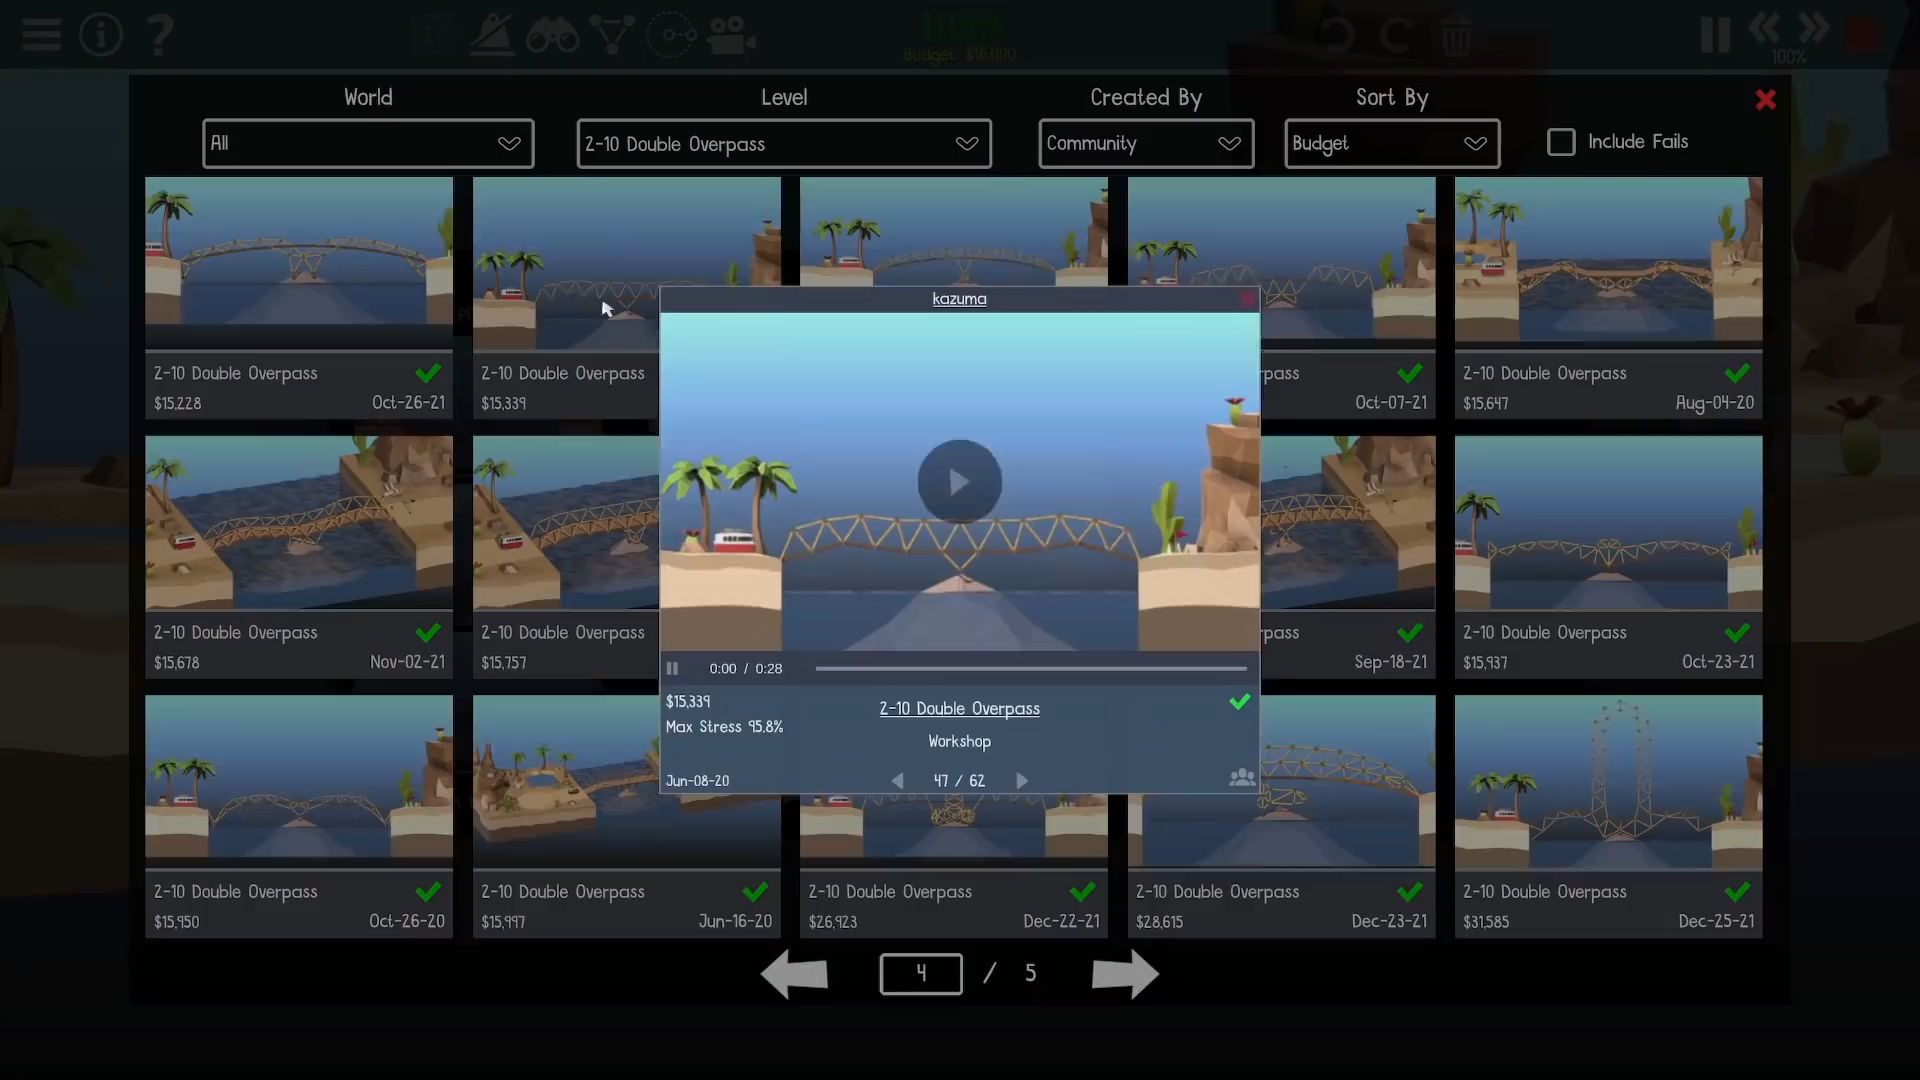 Budget: $16,000
100%
World
Level
Created By
Sort By
All
2-10 Double Overpass
Community
Budget
Include Fails
2-10 Double Overpass
$15,228
Oct-26-21
2-10 Double Overpass
$15,339
pass
Oct-07-21
2-10 Double Overpass
$15,647
Aug-04-20
kazuma
0:00 / 0:28
$15,339
Max Stress 95.8%
2-10 Double Overpass
Workshop
Jun-08-20
47 / 62
2-10 Double Overpass
$15,678
Nov-02-21
2-10 Double Overpass
$15,757
pass
Sep-18-21
2-10 Double Overpass
$15,937
Oct-23-21
2-10 Double Overpass
$15,950
Oct-26-20
2-10 Double Overpass
$15,997
Jun-16-20
2-10 Double Overpass
$26,923
Dec-22-21
2-10 Double Overpass
$28,615
Dec-23-21
2-10 Double Overpass
$31,585
Dec-25-21
4 / 5